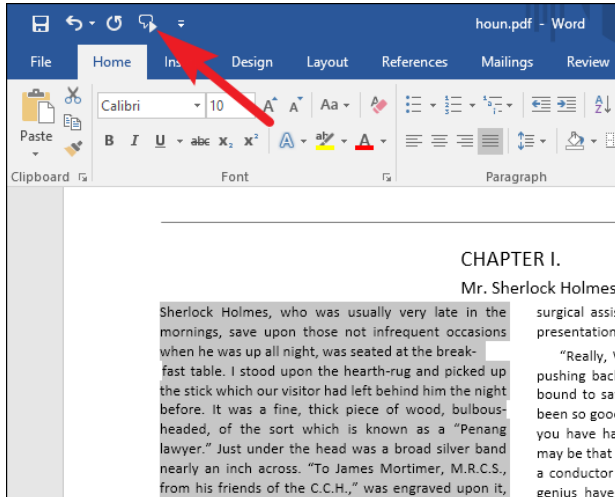 houn.pdf - Word
File Home Design Layout References Mailings Review
Calibri 10 A A Aa
Paste B I U abc x₂ x² A aby A
Clipboard Font Paragraph
CHAPTER I.
Mr. Sherlock Holmes
Sherlock Holmes, who was usually very late in the
mornings, save upon those not infrequent occasions
when he was up all night, was seated at the break-
fast table. I stood upon the hearth-rug and picked up
the stick which our visitor had left behind him the night
before. It was a fine, thick piece of wood, bulbous-
headed, of the sort which is known as a “Penang
lawyer.” Just under the head was a broad silver band
nearly an inch across. “To James Mortimer, M.R.C.S.,
from his friends of the C.C.H.,” was engraved upon it,
surgical assis
presentation
“Really,
pushing bac
bound to sa
been so goo
you have ha
may be that
a conductor
genius have